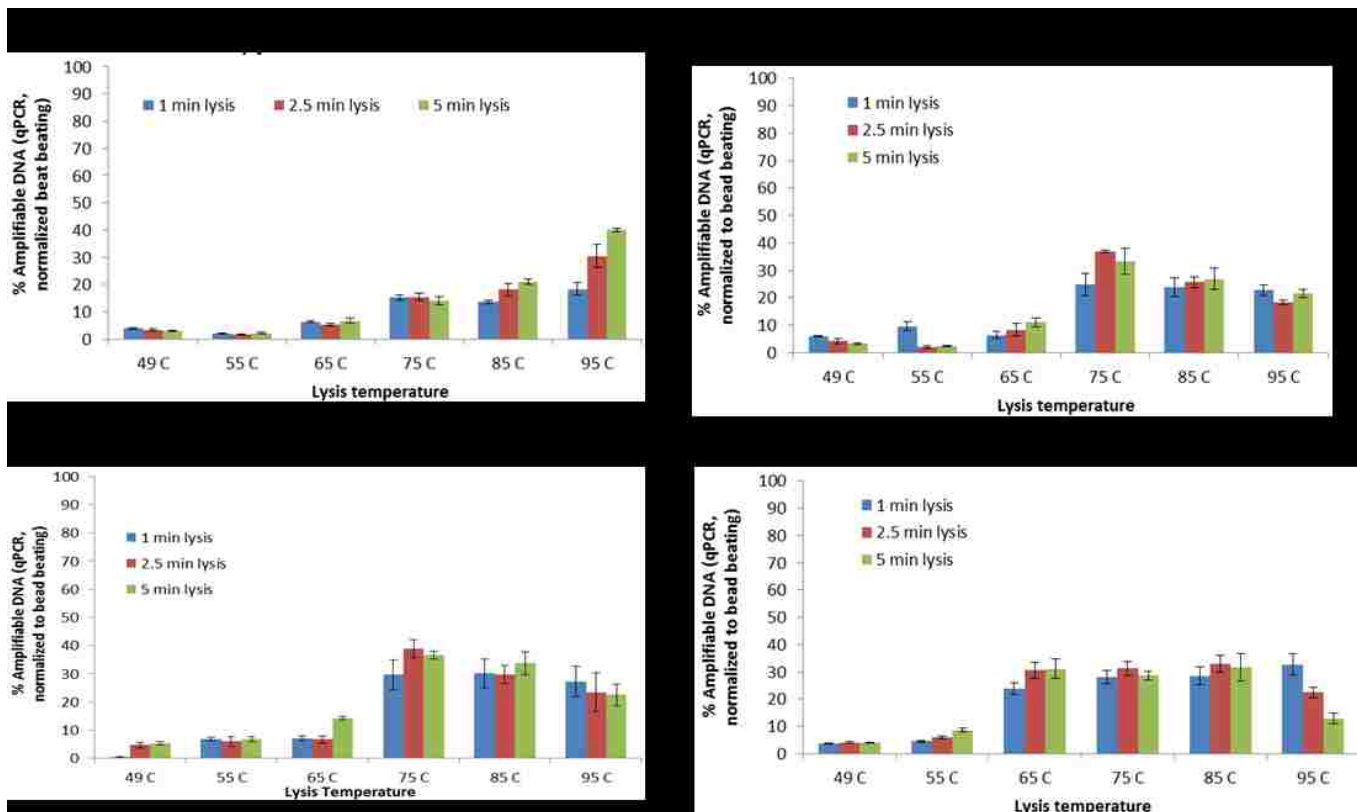 % Amplifiable DNA (qPCR,
normalized beat beating)
100
90
80
70
60
50
40
30
20
10
0
1 min lysis 2.5 min lysis 5 min lysis
49 C 55 C 65 C 75 C 85 C 95 C
Lysis temperature
% Amplifiable DNA (qPCR,
normalized to bead beating)
100
90
80
70
60
50
40
30
20
10
0
1 min lysis
2.5 min lysis
5 min lysis
49 C 55 C 65 C 75 C 85 C 95 C
Lysis temperature
% Amplifiable DNA (qPCR,
normalized to bead beating)
100
90
80
70
60
50
40
30
20
10
0
1 min lysis
2.5 min lysis
5 min lysis
49 C 55 C 65 C 75 C 85 C 95 C
Lysis Temperature
% Amplifiable DNA (qPCR,
normalized to bead beating)
100
90
80
70
60
50
40
30
20
10
0
1 min lysis
2.5 min lysis
5 min lysis
49 C 55 C 65 C 75 C 85 C 95 C
Lysis temperature